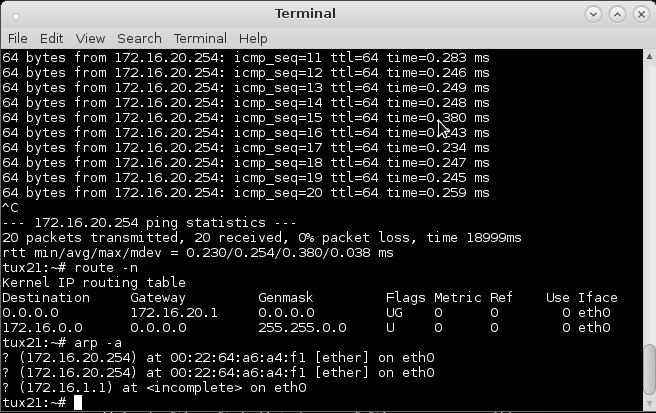 Terminal
File Edit View Search Terminal Help
64 bytes from 172.16.20.254: icmp_seq=11 ttl=64 time=0.283 ms
64 bytes from 172.16.20.254: icmp_seq=12 ttl=64 time=0.246 ms
64 bytes from 172.16.20.254: icmp_seq=13 ttl=64 time=0.249 ms
64 bytes from 172.16.20.254: icmp_seq=14 ttl=64 time=0.248 ms
64 bytes from 172.16.20.254: icmp_seq=15 ttl=64 time=0.380 ms
64 bytes from 172.16.20.254: icmp_seq=16 ttl=64 time=0.243 ms
64 bytes from 172.16.20.254: icmp_seq=17 ttl=64 time=0.234 ms
64 bytes from 172.16.20.254: icmp_seq=18 ttl=64 time=0.247 ms
64 bytes from 172.16.20.254: icmp_seq=19 ttl=64 time=0.245 ms
64 bytes from 172.16.20.254: icmp_seq=20 ttl=64 time=0.259 ms
^C
--- 172.16.20.254 ping statistics ---
20 packets transmitted, 20 received, 0% packet loss, time 18999ms
rtt min/avg/max/mdev = 0.230/0.254/0.380/0.038 ms
tux21:~# route -n
Kernel IP routing table
Destination Gateway Genmask Flags Metric Ref Use Iface
0.0.0.0 172.16.20.1 0.0.0.0 UG 0 0 0 eth0
172.16.0.0 0.0.0.0 255.255.0.0 U 0 0 0 eth0
tux21:~# arp -a
? (172.16.20.254) at 00:22:64:a6:a4:f1 [ether] on eth0
? (172.16.20.254) at 00:22:64:a6:a4:f1 [ether] on eth0
? (172.16.1.1) at <incomplete> on eth0
tux21:~#